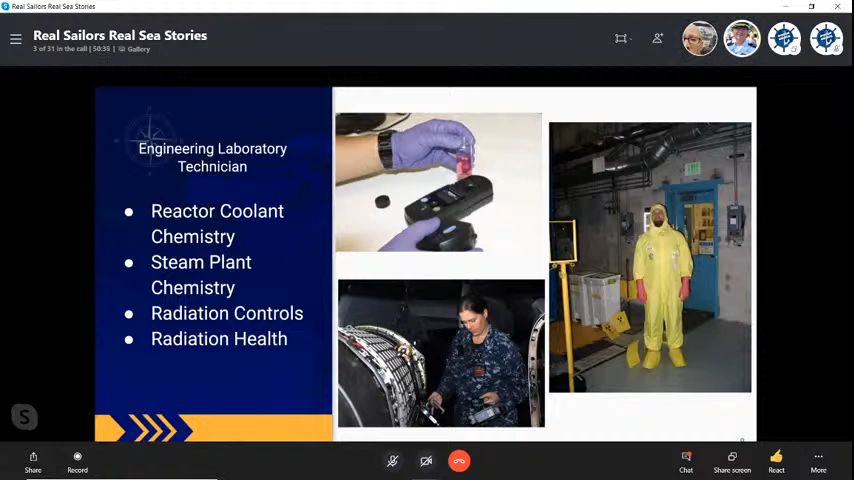 Real Sailors Real Sea Stories
Real Sailors Real Sea Stories
3 of 31 in the call | 50:35 | Gallery
Engineering Laboratory
Technician
Reactor Coolant
Chemistry
Steam Plant
Chemistry
Radiation Controls
Radiation Health
S
Share
Record
Chat
Share screen
React
More